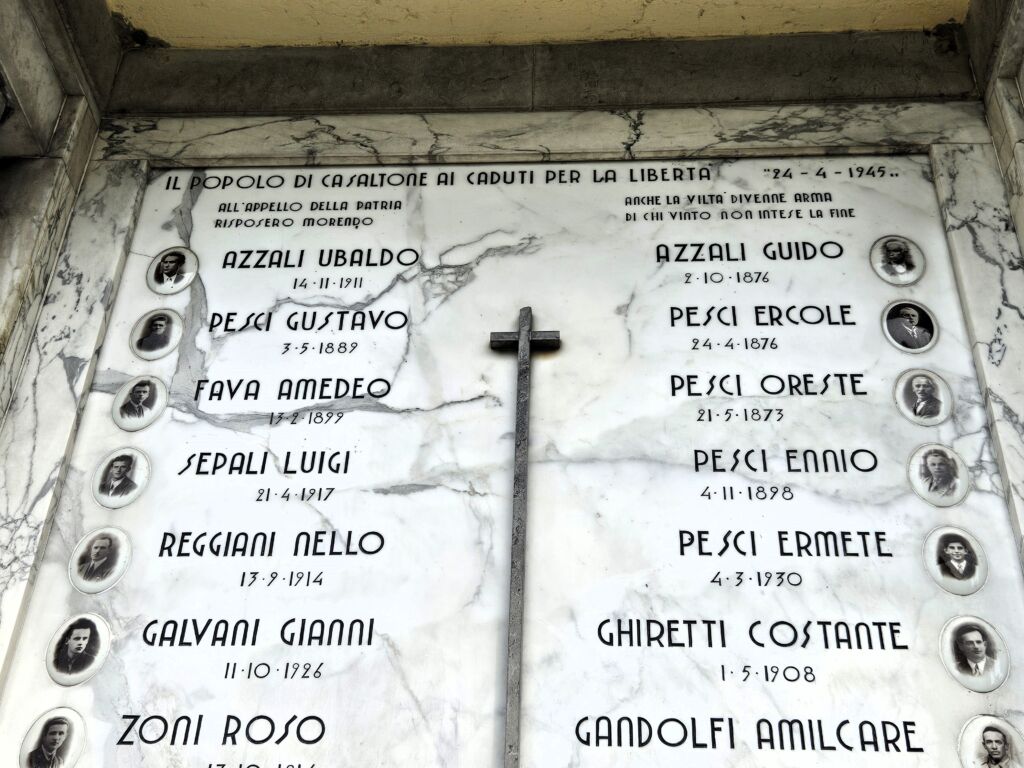 IL POPOLO DI CASALTONE AI CADUTI PER LA LIBERTÀ "24-4-1945"
ALL'APPELLO DELLA PATRIA
RISPOSERO MORENDO
ANCHE LA VILTÀ DIVENNE ARMA
DI CHI VINTO NON INTESE LA FINE
AZZALI UBALDO
14·11·1911
PESCI GUSTAVO
3·5·1889
FAVA AMEDEO
13·2·1899
SEPALI LUIGI
21·4·1917
REGGIANI NELLO
13·9·1914
GALVANI GIANNI
11·10·1926
ZONI ROSO
AZZALI GUIDO
2·10·1876
PESCI ERCOLE
24·4·1876
PESCI ORESTE
21·5·1873
PESCI ENNIO
4·11·1898
PESCI ERMETE
4·3·1930
GHIRETTI COSTANTE
1·5·1908
GANDOLFI AMILCARE